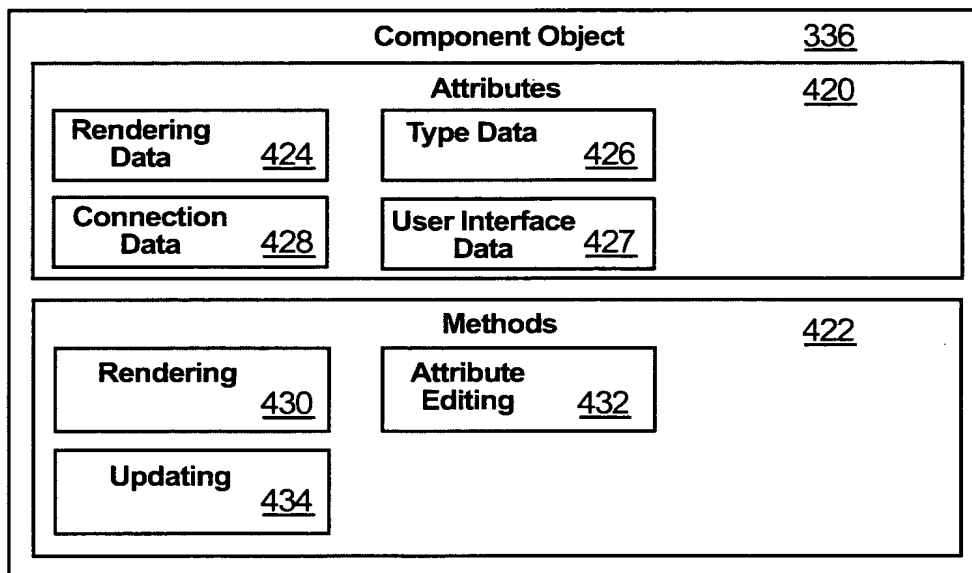 Component Object 336
Attributes 420
Rendering
Data 424
Type Data
426
Connection
Data 428
User Interface
Data 427
Methods 422
Rendering
430
Attribute
Editing 432
Updating
434